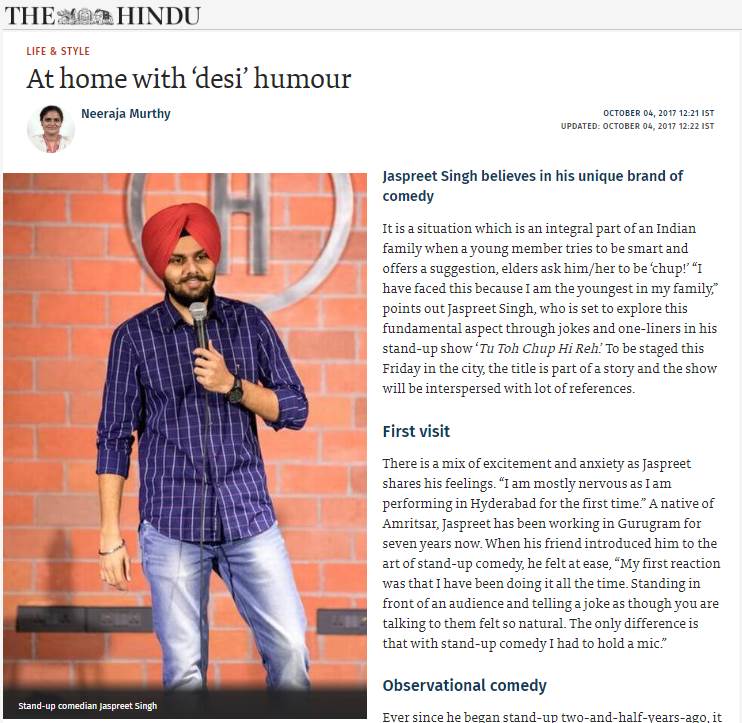 THE HINDU
LIFE & STYLE
At home with ‘desi’ humour
Neeraja Murthy
OCTOBER 04, 2017 12:21 IST
UPDATED: OCTOBER 04, 2017 12:22 IST
H
Stand-up comedian Jaspreet Singh
Jaspreet Singh believes in his unique brand of
comedy
It is a situation which is an integral part of an Indian
family when a young member tries to be smart and
offers a suggestion, elders ask him/her to be ‘chup!’ “I
have faced this because I am the youngest in my family,”
points out Jaspreet Singh, who is set to explore this
fundamental aspect through jokes and one-liners in his
stand-up show ‘Tu Toh Chup Hi Reh.’ To be staged this
Friday in the city, the title is part of a story and the show
will be interspersed with lot of references.
First visit
There is a mix of excitement and anxiety as Jaspreet
shares his feelings. “I am mostly nervous as I am
performing in Hyderabad for the first time.” A native of
Amritsar, Jaspreet has been working in Gurugram for
seven years now. When his friend introduced him to the
art of stand-up comedy, he felt at ease, “My first reaction
was that I have been doing it all the time. Standing in
front of an audience and telling a joke as though you are
talking to them felt so natural. The only difference is
that with stand-up comedy I had to hold a mic.”
Observational comedy
Ever since he began stand-up two-and-half-years-ago, it